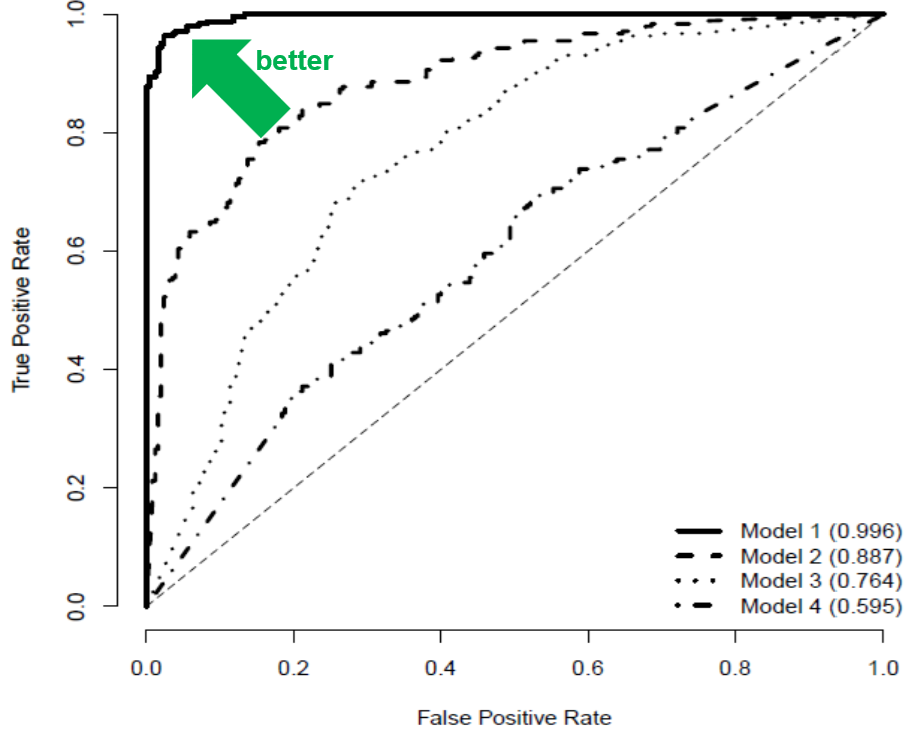 better
True Positive Rate
1.0
0.8
0.6
0.4
0.2
0.0
Model 1 (0.996)
Model 2 (0.887)
Model 3 (0.764)
Model 4 (0.595)
0.0 0.2 0.4 0.6 0.8 1.0
False Positive Rate